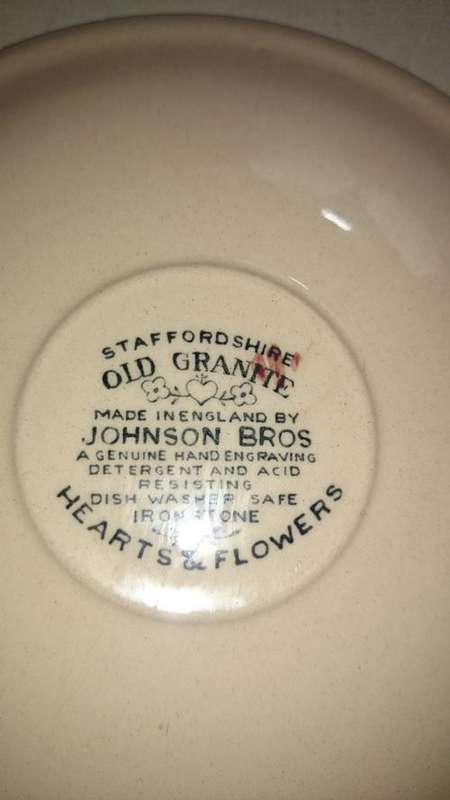 STAFFORDSHIRE
OLD GRANITE
MADE IN ENGLAND BY
JOHNSON BROS
A GENUINE HAND ENGRAVING
DETERGENT AND ACID
RESISTING
DISH WASHER SAFE
IRONSTONE
HEARTS & FLOWERS